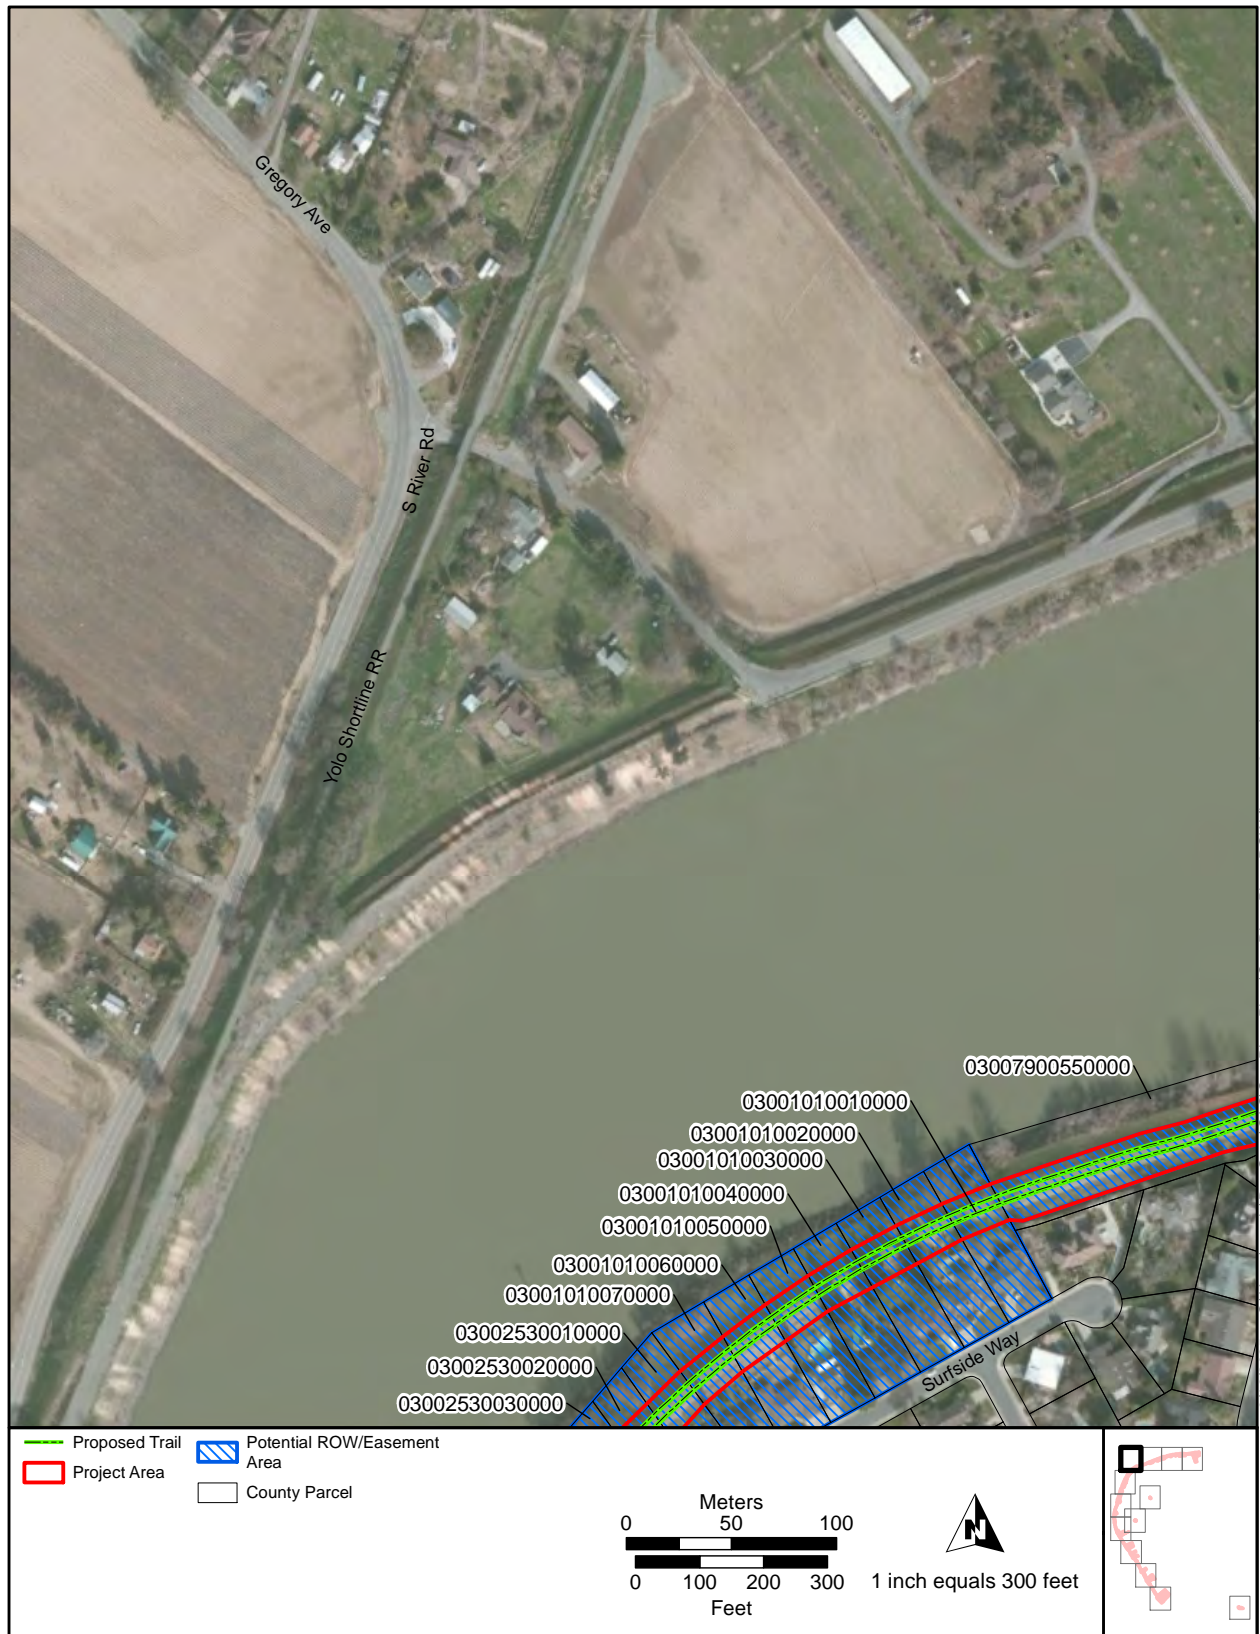 Gregory Ave
S River Rd
Yolo Shortline RR
03007900550000
03001010010000
03001010020000
03001010030000
03001010040000
03001010050000
03001010060000
03001010070000
03002530010000
03002530020000
03002530030000
Surfside Way
Proposed Trail
Project Area
Potential ROW/Easement
Area
County Parcel
Meters
0 50 100
0 100 200 300
Feet
N
1 inch equals 300 feet